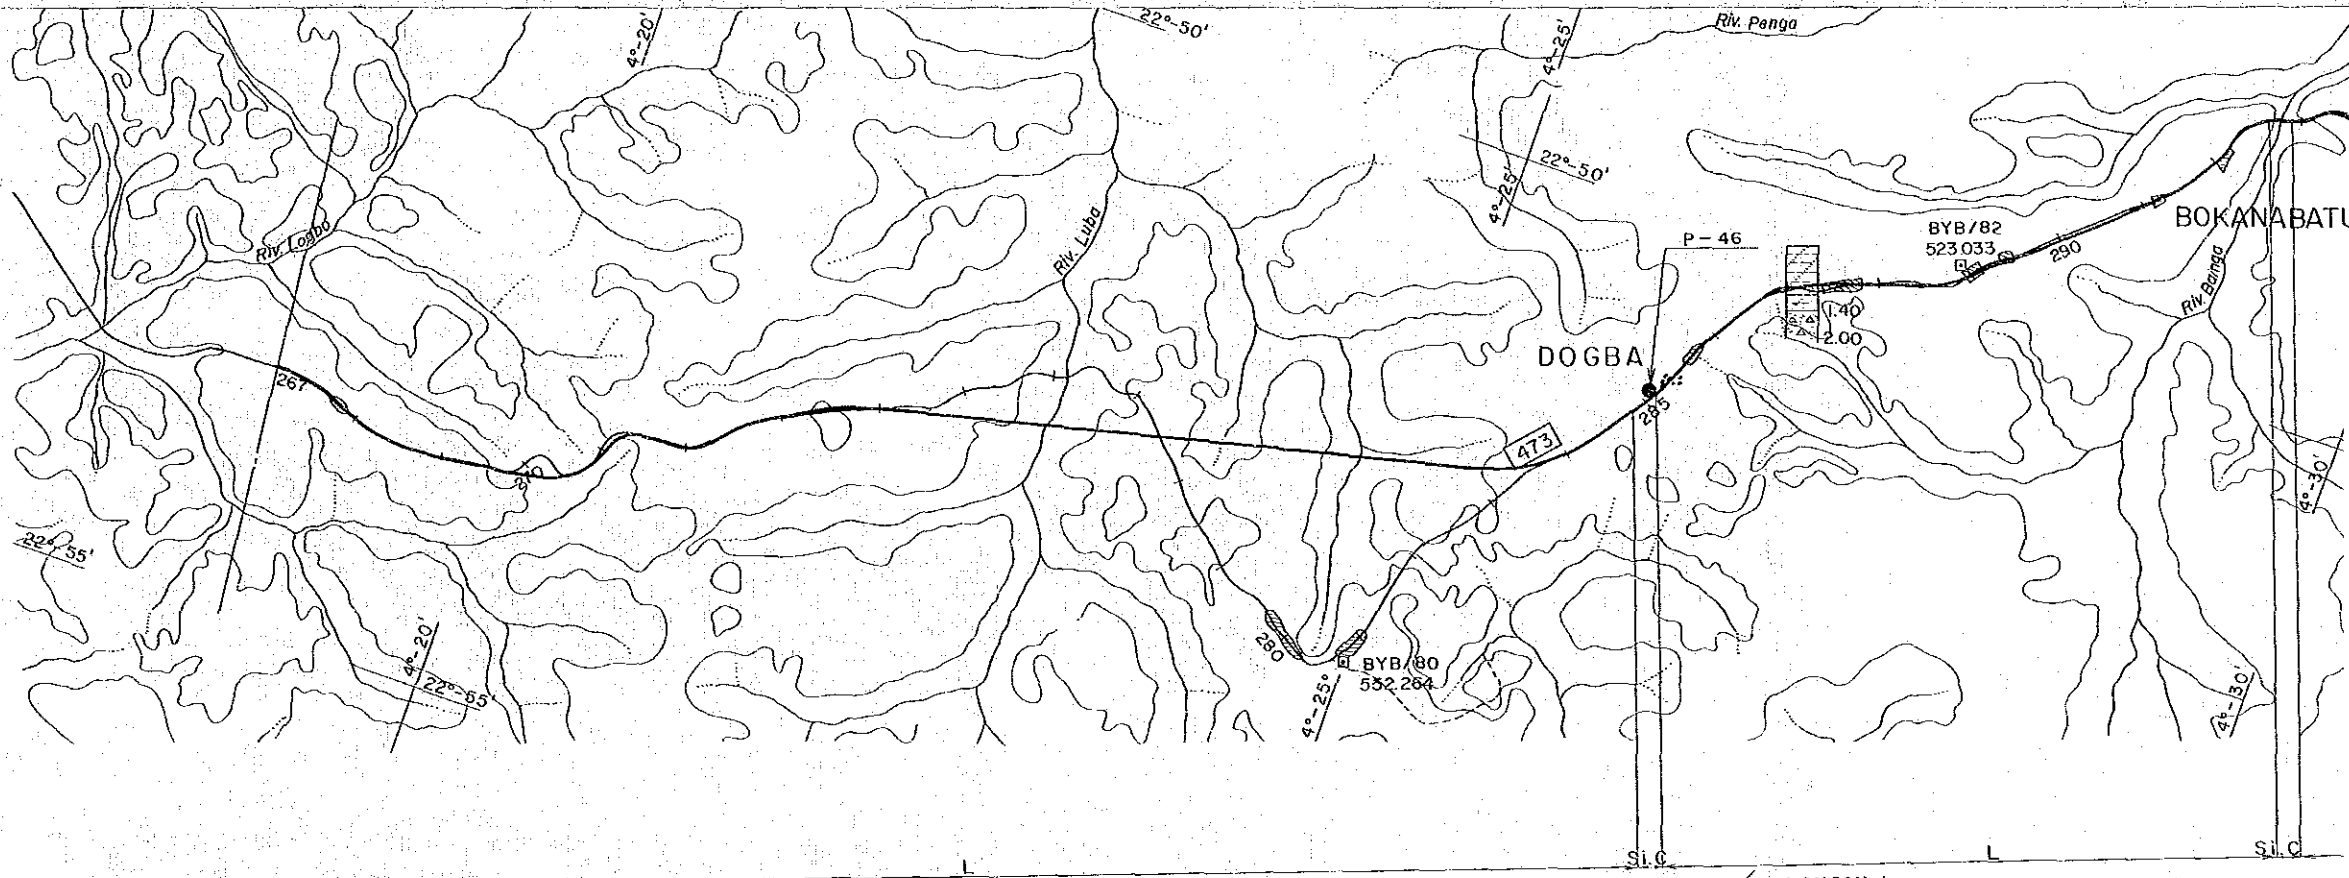 22°-50'
Riv. Panga
4°-20'
4°-25'
22°-50'
4°-25'
Riv. Logbo
Riv. Luba
P-46
BYB/82
523.033
BOKANABATU
290
Riv. Bainga
1.40
2.00
DOGBA
267
285
473
270
4°-30'
22°-55'
280
BYB/80
552.264
4°-20'
22°-55'
4°-25°
4°-30'
Si.C
L
Si.C
L